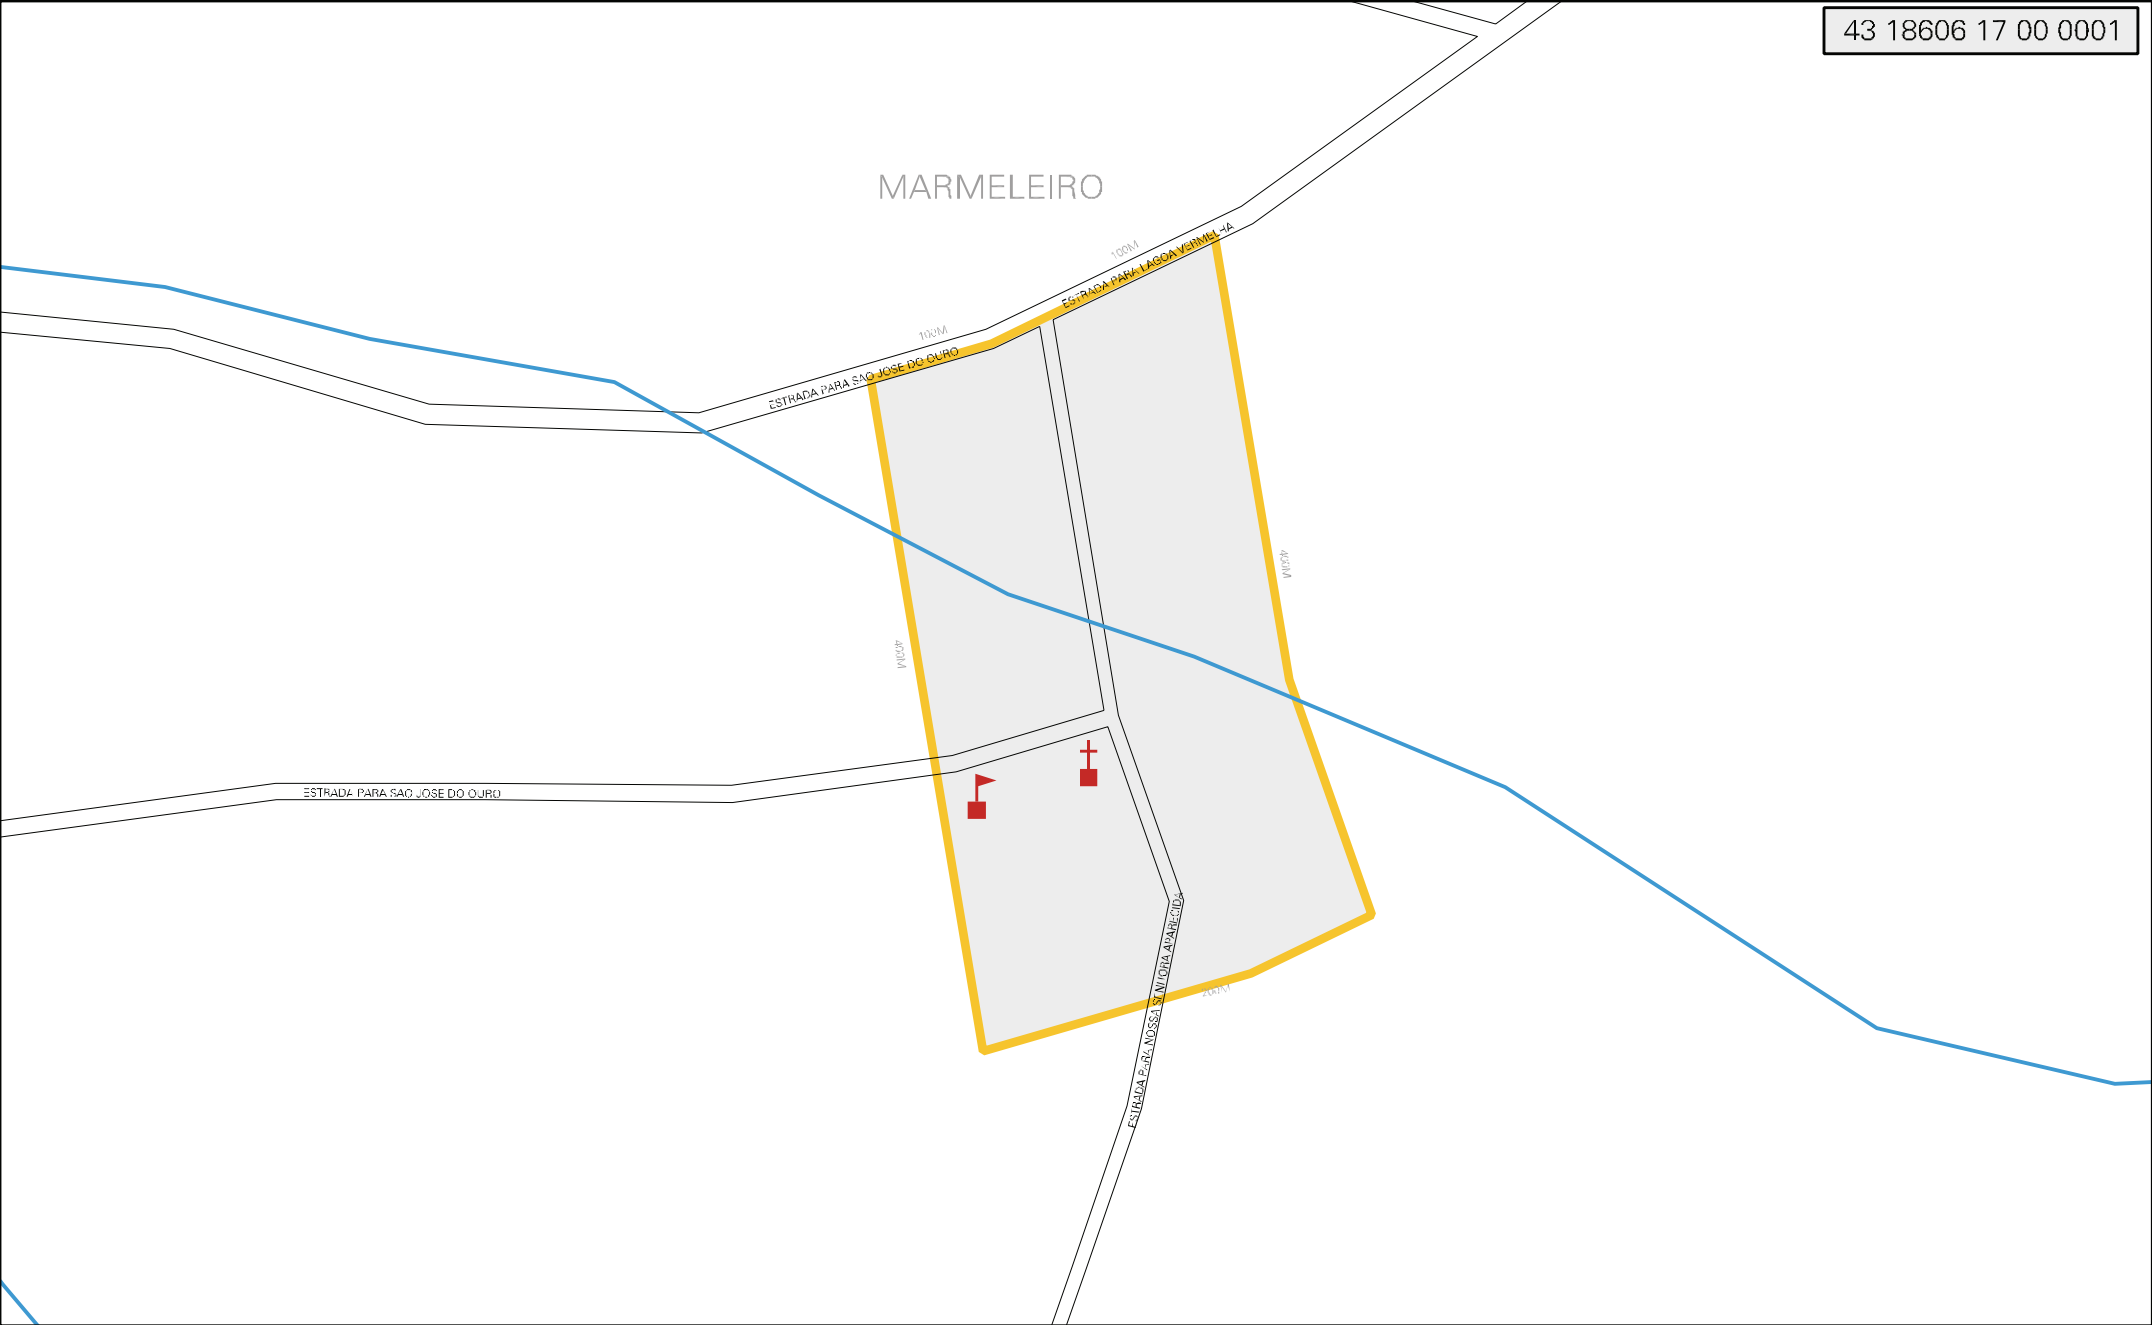 43 18606 17 00 0001
MARMELEIRO
100M
ESTRADA PARA LAGOA VERMELHA
100M
ESTRADA PARA SAO JOSE DO OURO
400M
400M
ESTRADA PARA SAO JOSE DO OURO
ESTRADA PARA NOSSA SENHORA APARECIDA
200M